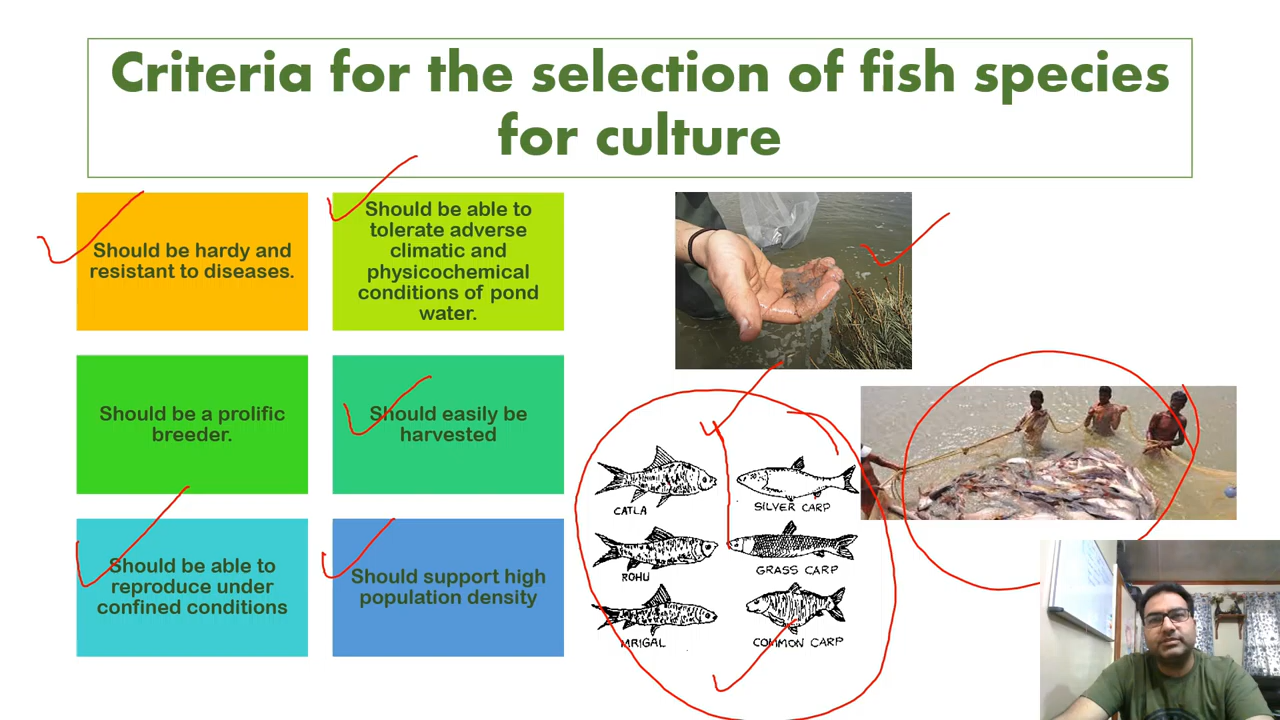 Criteria for the selection of fish species
for culture
Should be hardy and
resistant to diseases.
Should be able to
tolerate adverse
climatic and
physicochemical
conditions of pond
water.
Should be a prolific
breeder.
Should easily be
harvested
Should be able to
reproduce under
confined conditions
Should support high
population density
CATLA
SILVER CARP
ROHU
GRASS CARP
MRIGAL
COMMON CARP